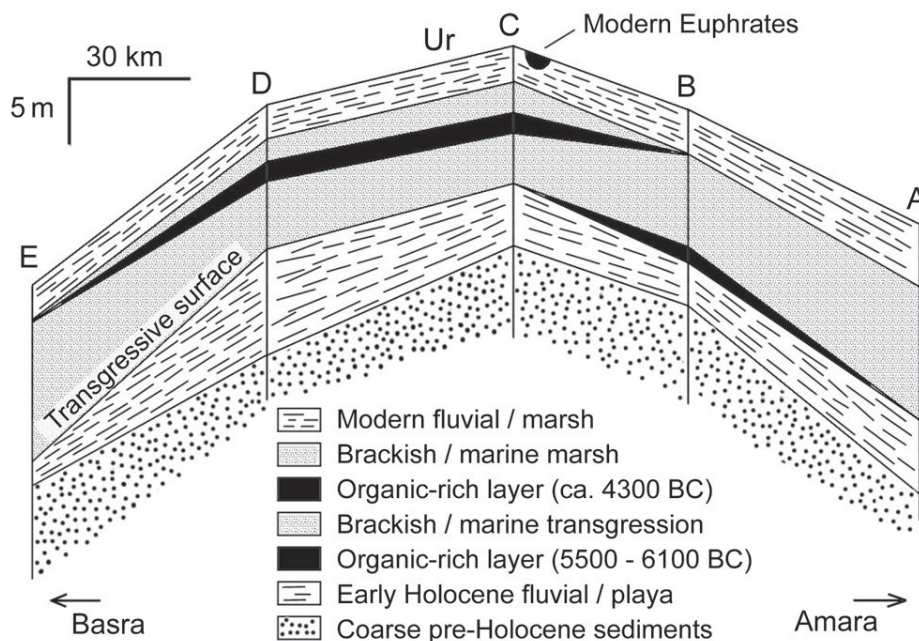 C
Modern Euphrates
Ur
30 km
D
B
5 m
A
E
Transgressive surface
Modern fluvial / marsh
Brackish / marine marsh
Organic-rich layer (ca. 4300 BC)
Brackish / marine transgression
Organic-rich layer (5500 - 6100 BC)
Early Holocene fluvial / playa
Coarse pre-Holocene sediments
Basra
Amara